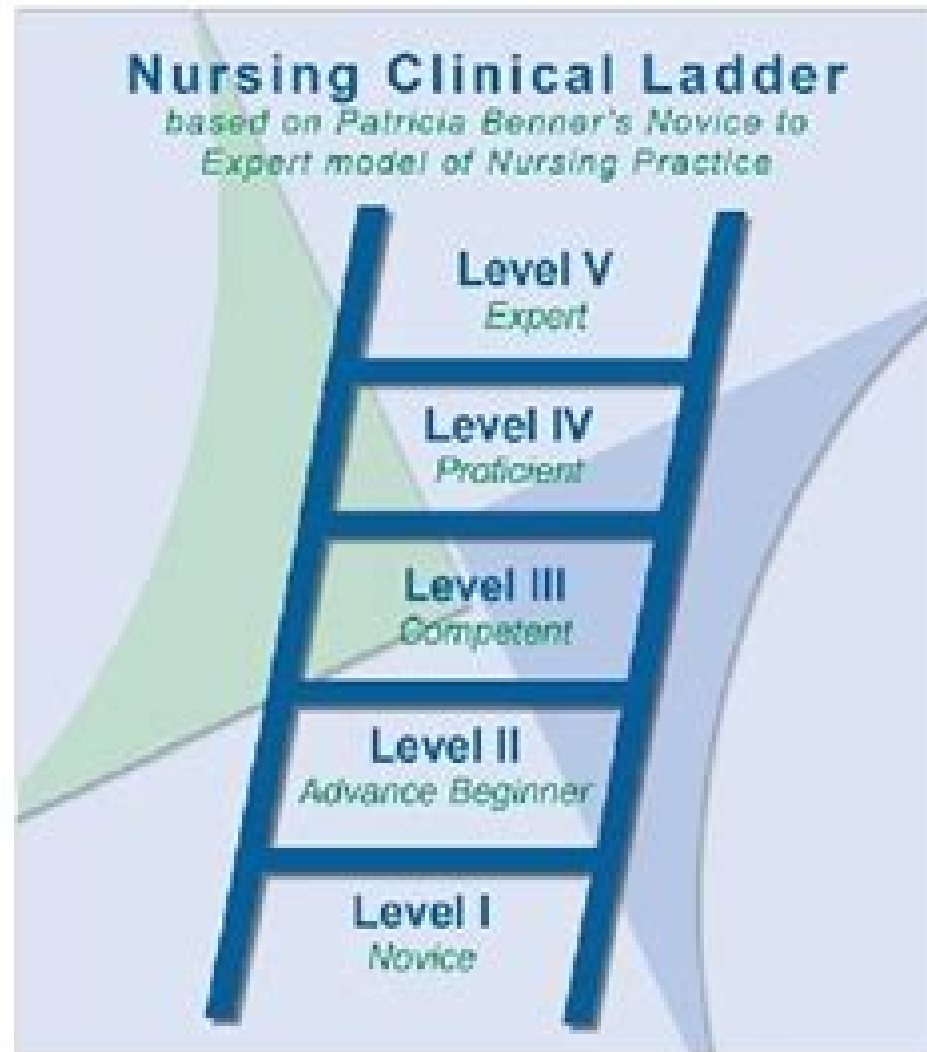 Nursing Clinical Ladder
based on Patricia Benner's Novice to
Expert model of Nursing Practice
Level V
Expert
Level IV
Proficient
Level III
Competent
Level II
Advance Beginner
Level I
Novice